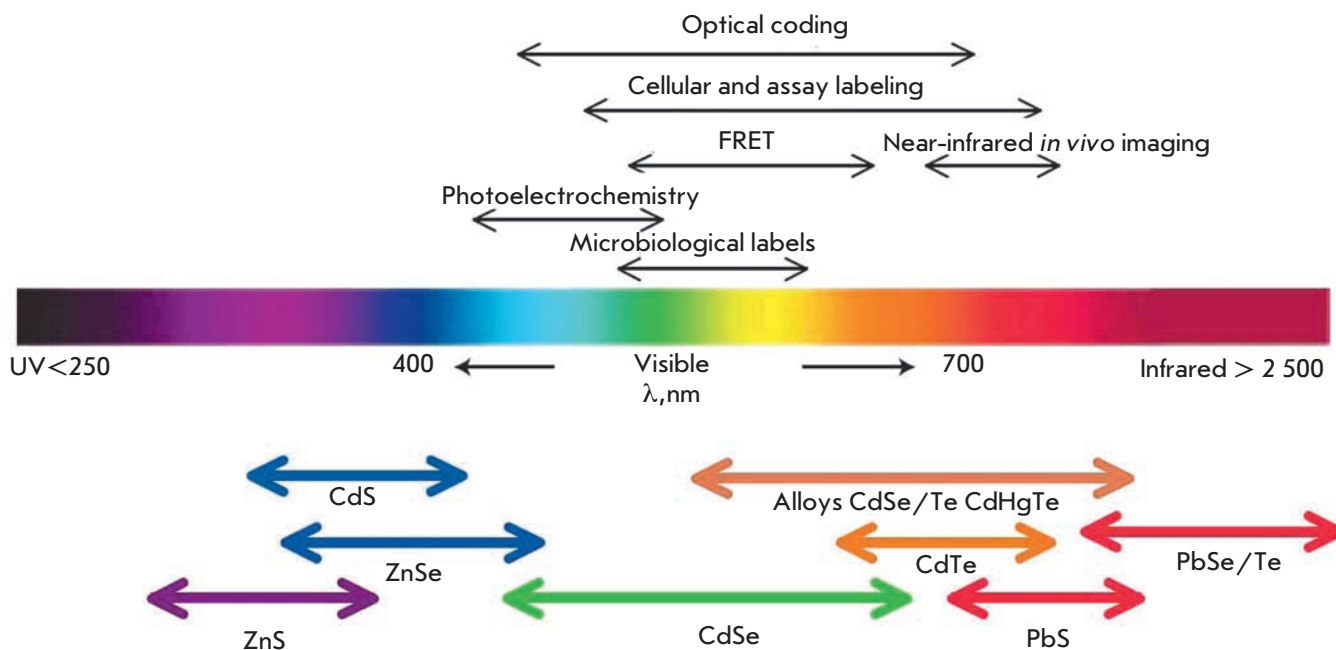 Optical coding
Cellular and assay labeling
FRET
Near-infrared in vivo imaging
Photoelectrochemistry
Microbiological labels
UV<250
400
Visible
700
Infrared > 2 500
λ,nm
CdS
Alloys CdSe/Te CdHgTe
ZnSe
CdTe
PbSe/Te
ZnS
CdSe
PbS